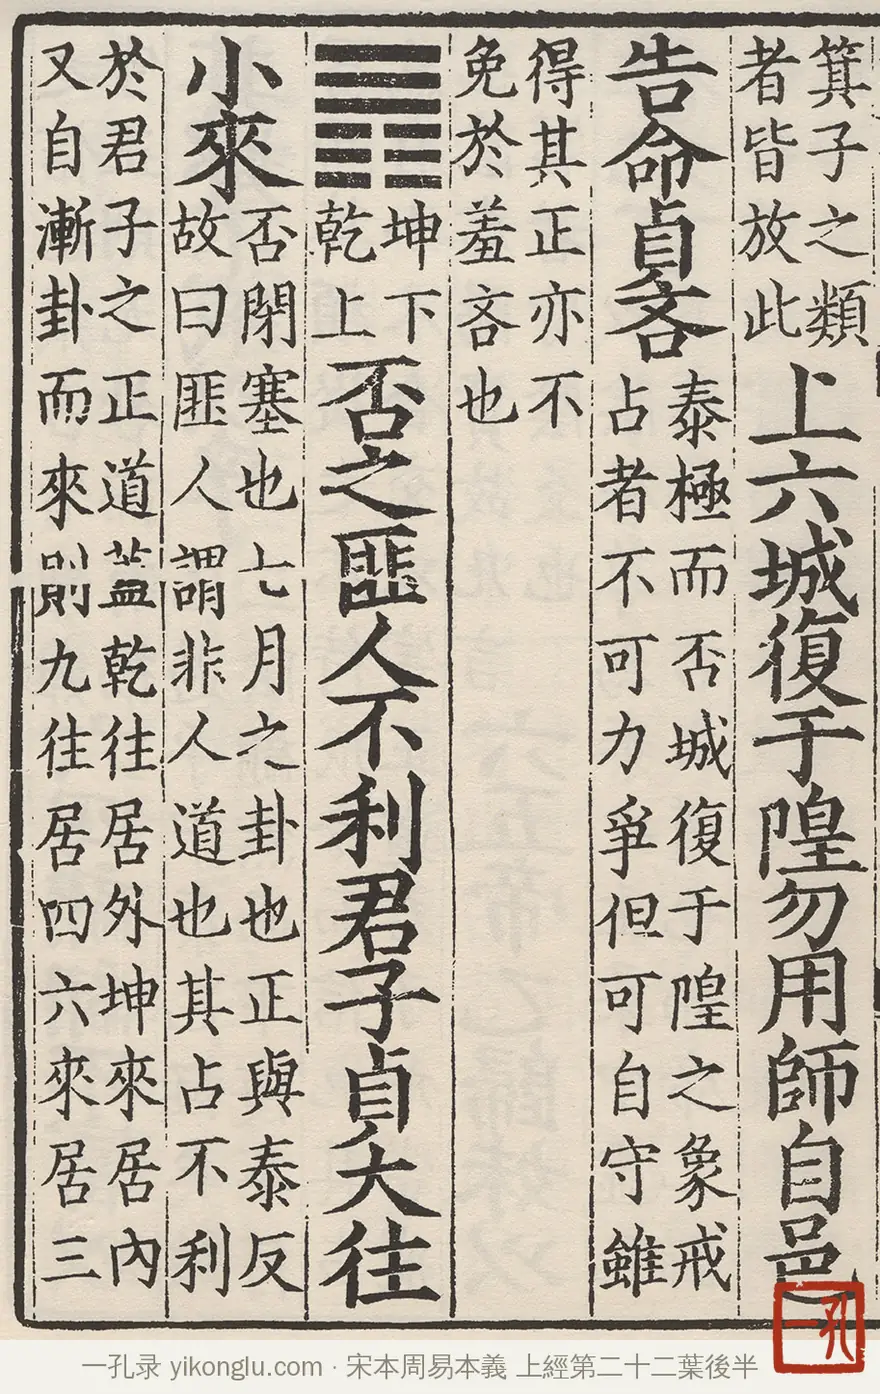 箕子之類
者皆放此
上六城復于隍勿用師自邑
告命貞吝
泰極而否城復于隍之象戒
占者不可力爭但可自守雖
得其正亦不
免於羞吝也
坤下
乾上
否之匪人不利君子貞大往
小來
否閉塞也七月之卦也正與泰反
故曰匪人謂非人道也其占不利
於君子之正道蓋乾往居外坤來居內
又自漸卦而來則九往居四六來居三
一孔
一孔录 yikonglu.com · 宋本周易本義 上經第二十二葉後半